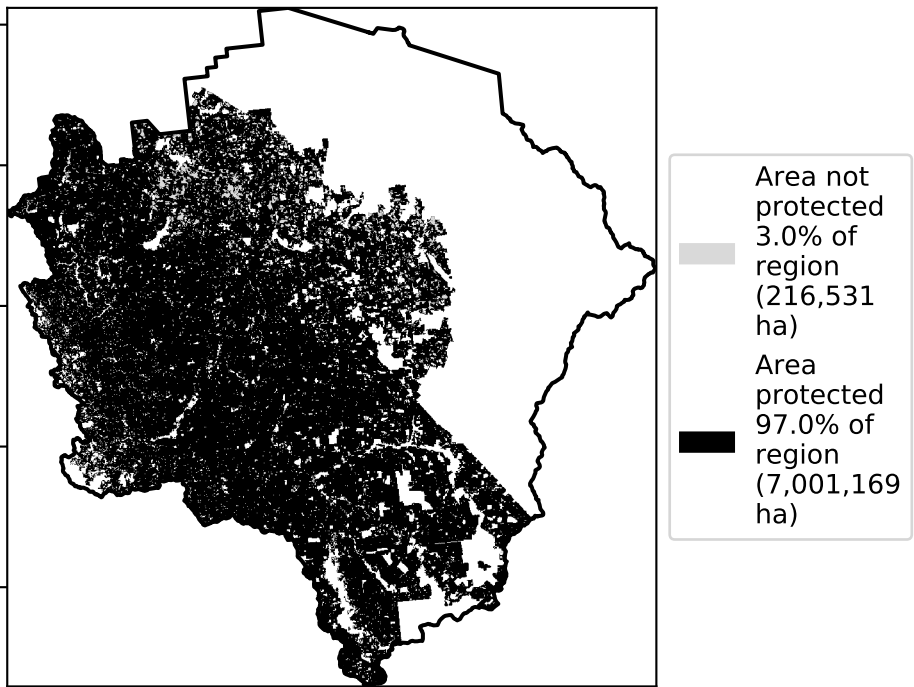 Area not
protected
3.0% of
region
(216,531
ha)
Area
protected
97.0% of
region
(7,001,169
ha)